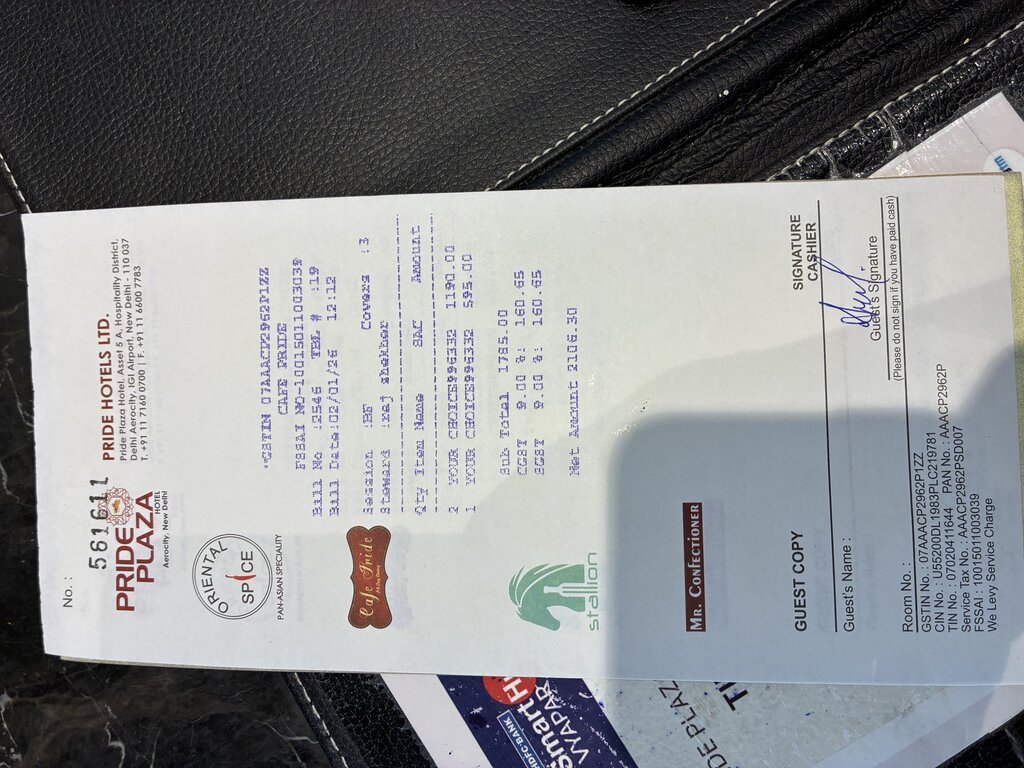 No. : 561611
PRIDE PLAZA
HOTEL
Aerocity, New Delhi
PRIDE HOTELS LTD.
Pride Plaza Hotel, Asset 5 A, Hospitality District,
Delhi Aerocity, IGI Airport, New Delhi - 110 037
T. +91 11 7160 0700 | F. +91 11 6600 7783
ORIENTAL SPICE
PAN-ASIAN SPECIALITY
Cafe Pride
stallion
MR. CONFECTIONER
GSTIN 07AAACP2962P1ZZ
CAFE PRIDE
FSSAI NO-10015011003039
Bill No :2546 TBL # :19
Bill Date:02/01/26 12:12
Session :BF Covers :3
Steward :raj shekher
Qty Item Name SAC Amount
2 YOUR CHOICE996332 1190.00
1 YOUR CHOICE996332 595.00
Sub Total 1785.00
CGST 9.00 %: 160.65
SGST 9.00 %: 160.65
Net Amount 2106.30
GUEST COPY
SIGNATURE
CASHIER
Guest's Name :
Guest's Signature
(Please do not sign if you have paid cash)
Room No. :
GSTIN No. : 07AAACP2962P1ZZ
CIN No. : U55200DL1983PLC219781
TIN No. : 07020411644 PAN No. : AAACP2962P
Service Tax No. : AAACP2962PSD007
FSSAI : 10015011003039
We Levy Service Charge
HDFC BANK
SmartH
VYAPAR
DE PLAZ